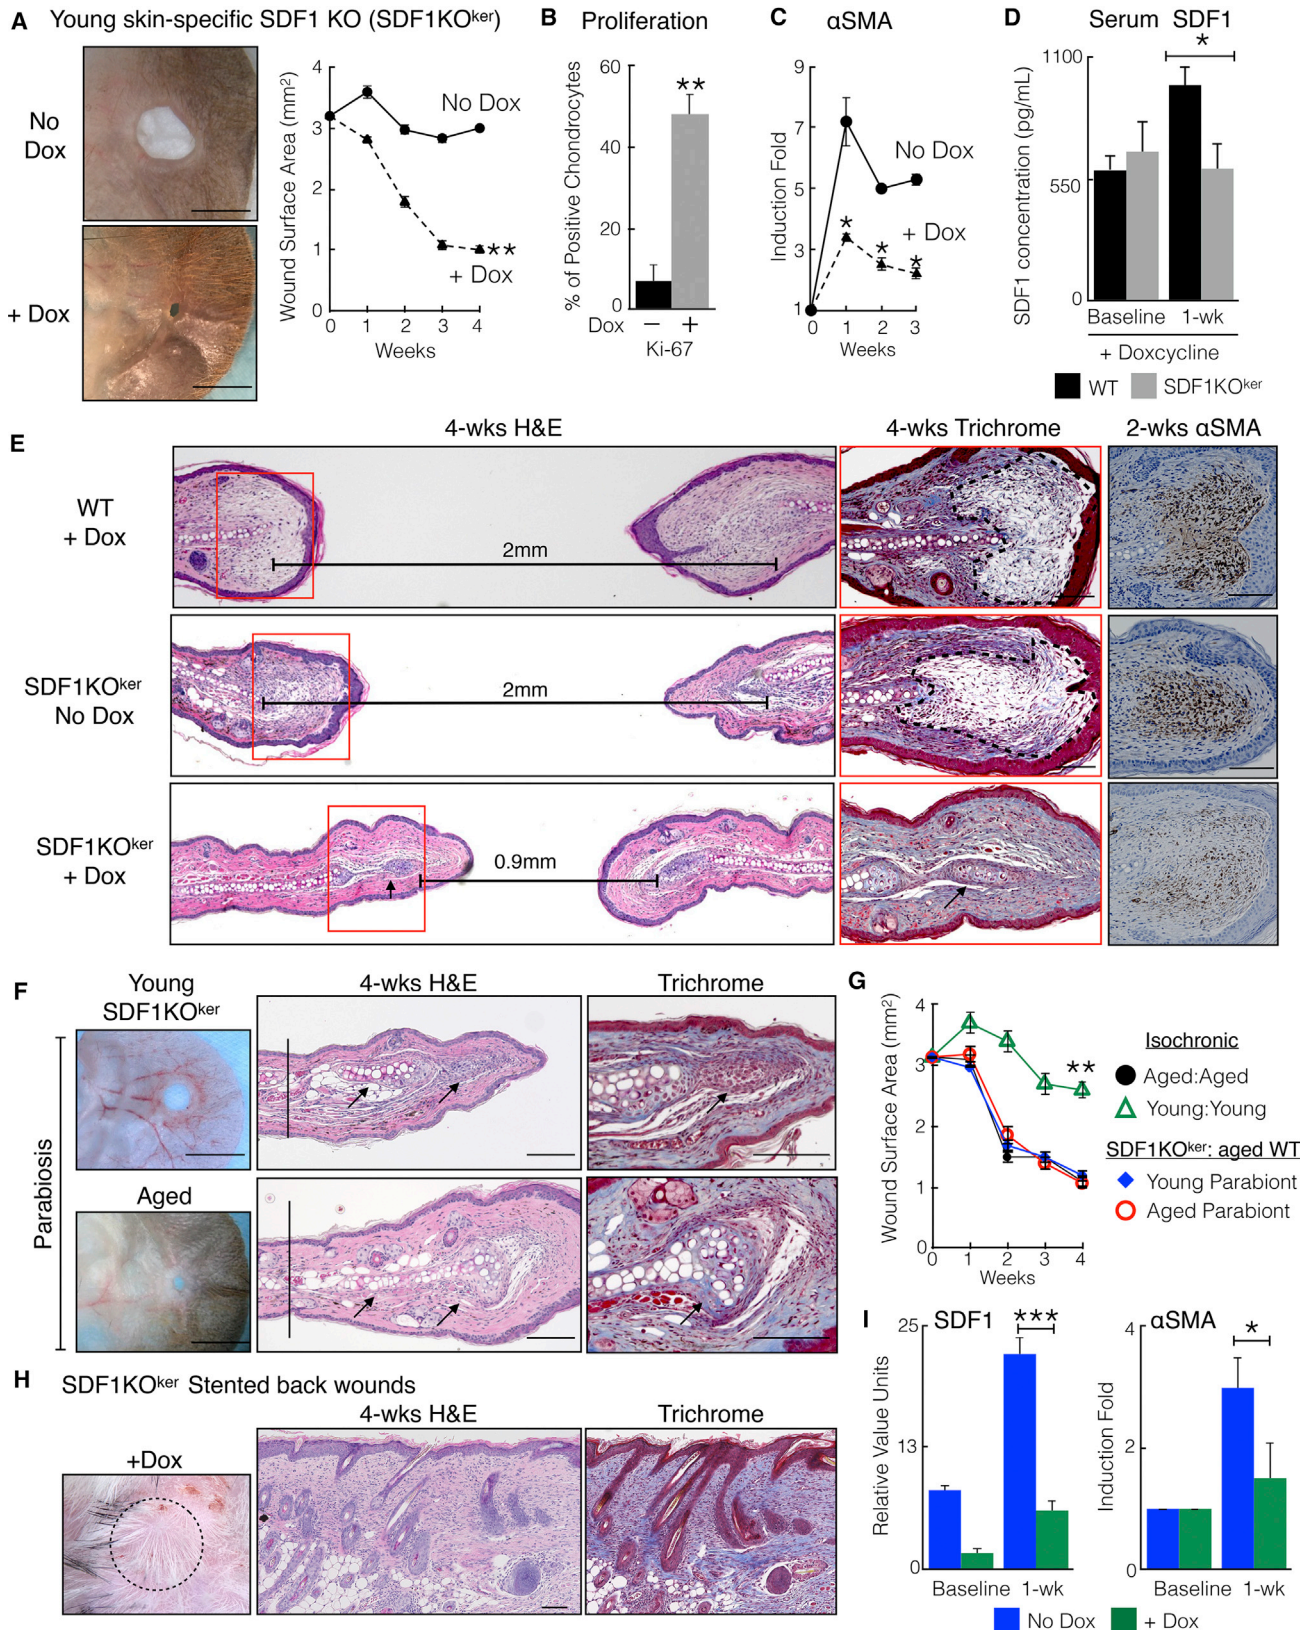 A Young skin-specific SDF1 KO (SDF1KOker)
No
Dox
+ Dox
Wound Surface Area (mm2)
4
3
2
1
0
No Dox
**
+ Dox
0 1 2 3 4
Weeks
B Proliferation
% of Positive Chondrocytes
60
40
20
0
**
Dox – +
Ki-67
C αSMA
Induction Fold
9
7
5
3
1
No Dox
+ Dox
* * *
0 1 2 3
Weeks
D Serum SDF1
SDF1 concentration (pg/mL)
1100
550
0
*
Baseline 1-wk
+ Doxcycline
WT SDF1KOker
E 4-wks H&E 4-wks Trichrome 2-wks αSMA
WT
+ Dox
2mm
SDF1KOker
No Dox
2mm
SDF1KOker
+ Dox
0.9mm
F Young
SDF1KOker
4-wks H&E Trichrome
Parabiosis
Aged
G
Wound Surface Area (mm2)
4
3
2
1
0
**
0 1 2 3 4
Weeks
Isochronic
Aged:Aged
Young:Young
SDF1KOker: aged WT
Young Parabiont
Aged Parabiont
H SDF1KOker Stented back wounds
4-wks H&E Trichrome
+Dox
I SDF1
Relative Value Units
25
13
0
***
Baseline 1-wk
αSMA
Induction Fold
4
2
0
*
Baseline 1-wk
No Dox + Dox